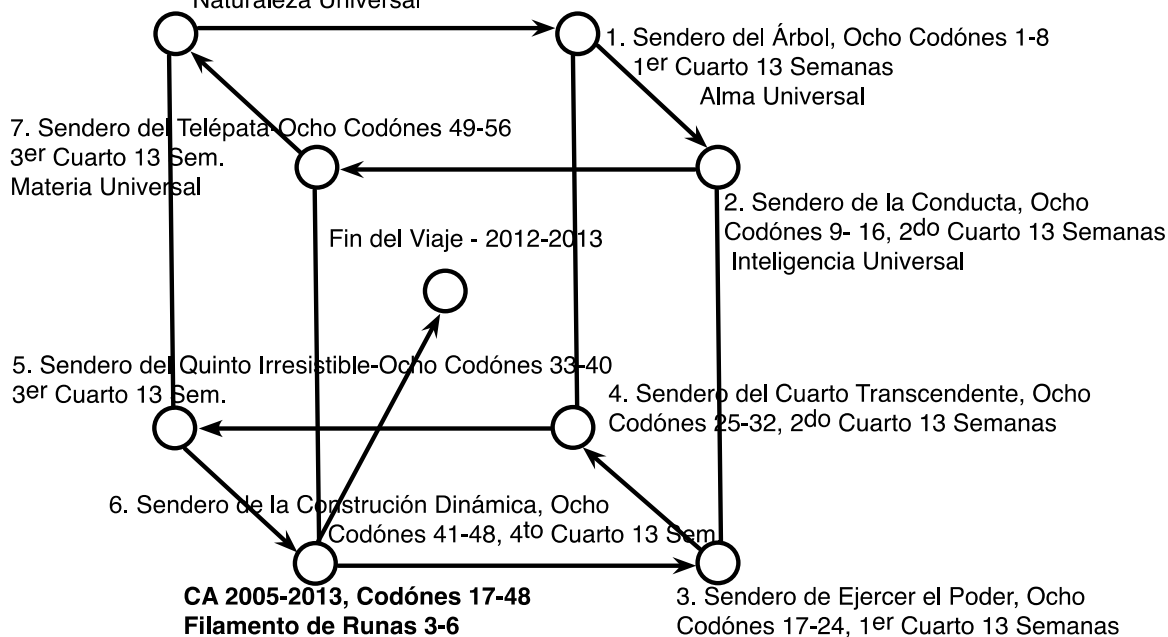 Naturaleza Universal
1. Sendero del Árbol, Ocho Codónes 1-8
1er Cuarto 13 Semanas
Alma Universal
7. Sendero del Telépata-Ocho Codónes 49-56
3er Cuarto 13 Sem.
Materia Universal
2. Sendero de la Conducta, Ocho
Codónes 9- 16, 2do Cuarto 13 Semanas
Inteligencia Universal
Fin del Viaje - 2012-2013
5. Sendero del Quinto Irresistible-Ocho Codónes 33-40
3er Cuarto 13 Sem.
4. Sendero del Cuarto Transcendente, Ocho
Codónes 25-32, 2do Cuarto 13 Semanas
6. Sendero de la Construción Dinámica, Ocho
Codónes 41-48, 4to Cuarto 13 Sem.
CA 2005-2013, Codónes 17-48
Filamento de Runas 3-6
3. Sendero de Ejercer el Poder, Ocho
Codónes 17-24, 1er Cuarto 13 Semanas